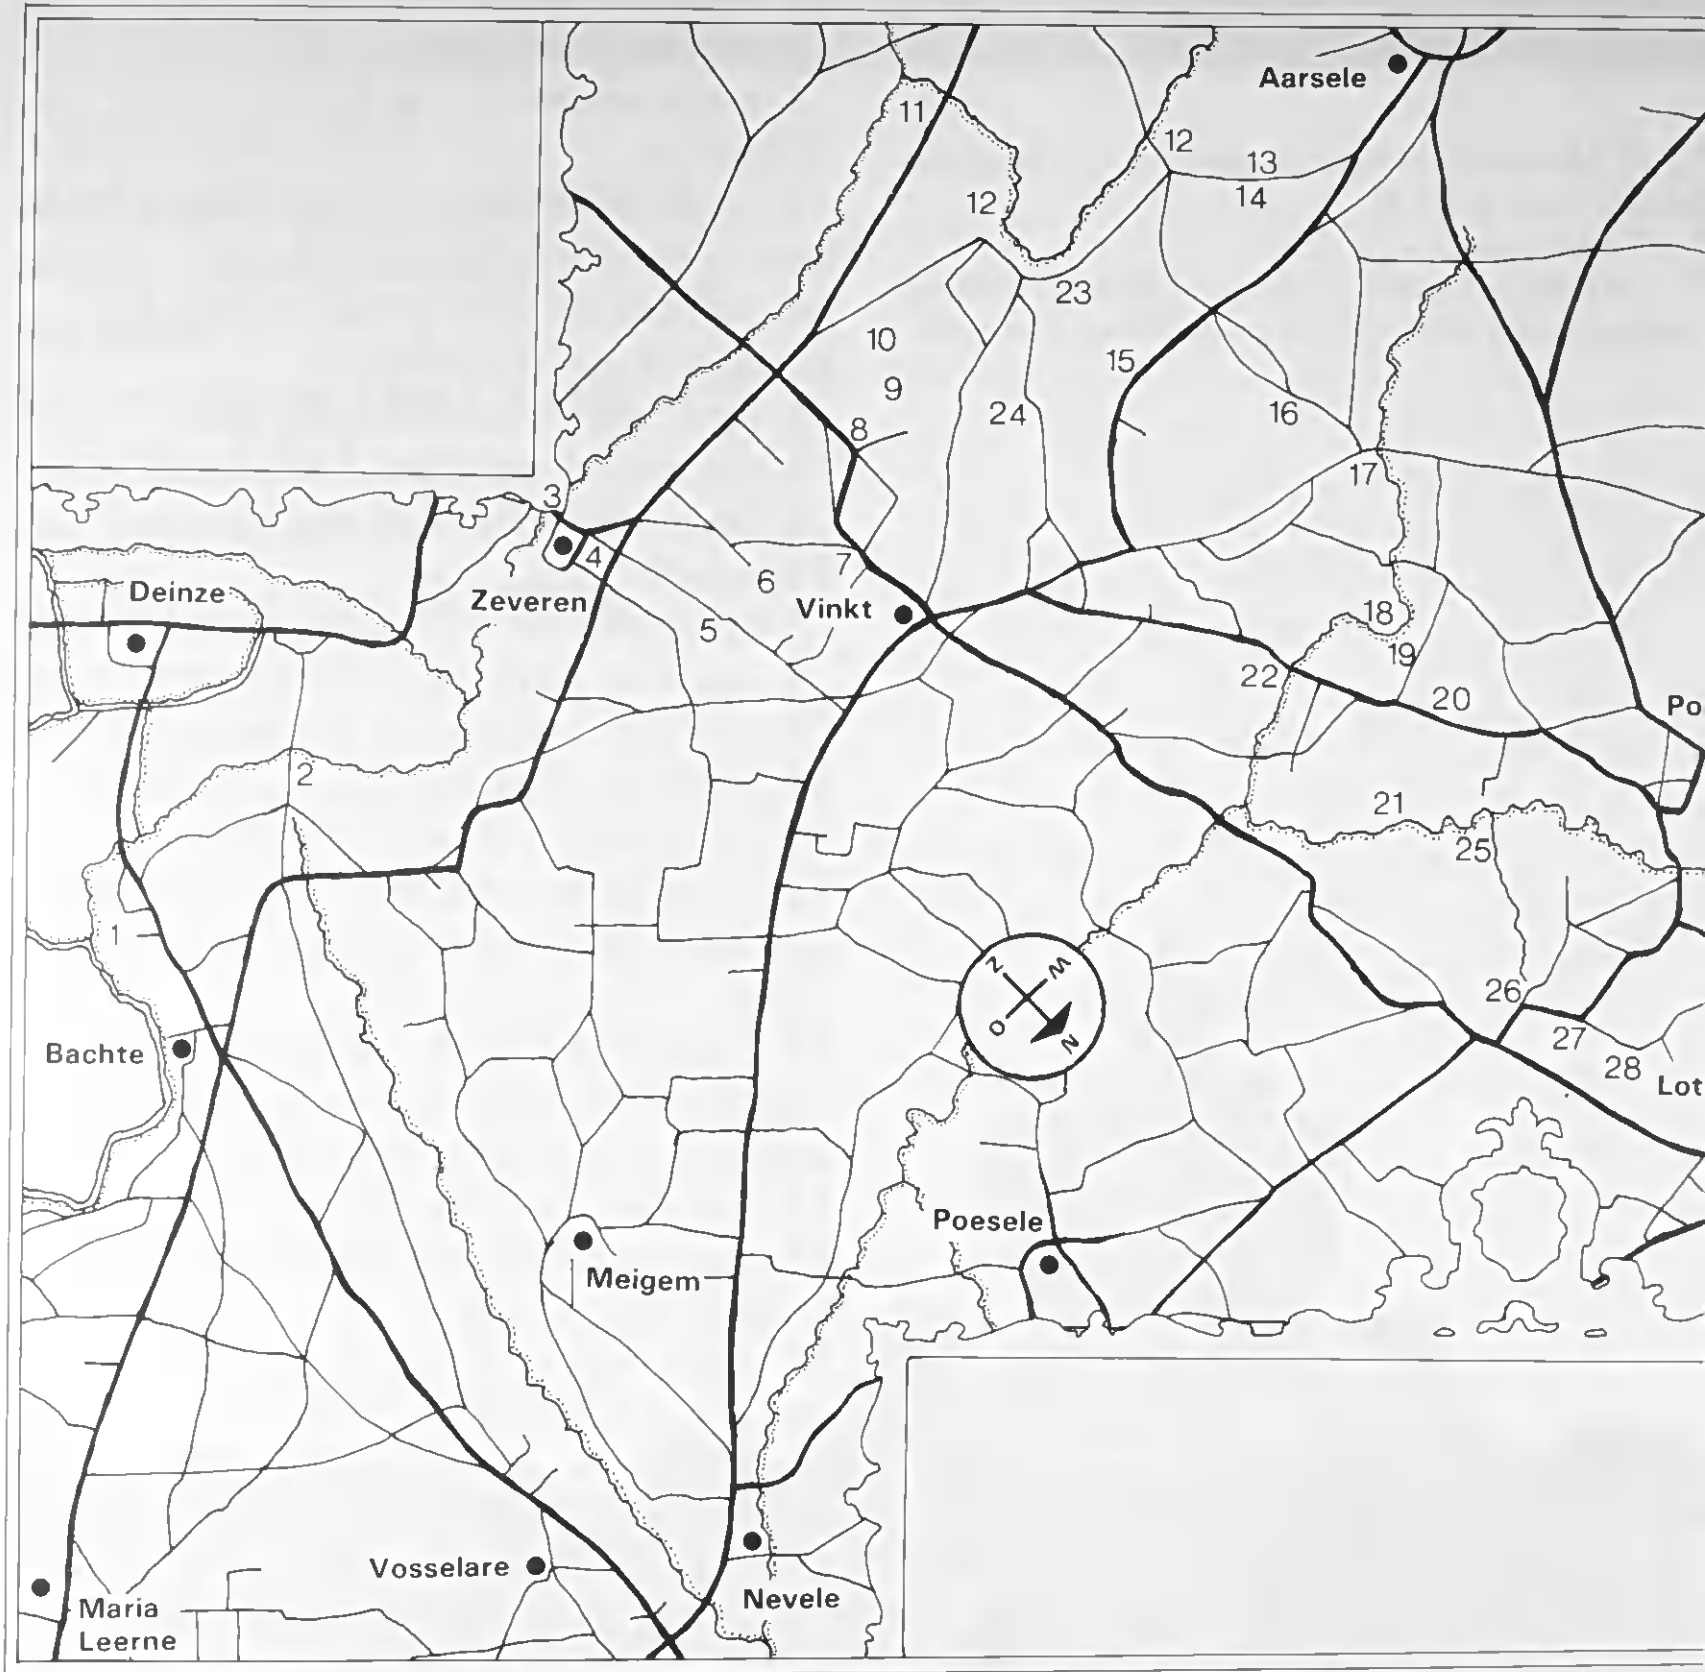 Aarsele
11
12
13
12
14
23
10
15
9
24
16
8
17
3
4
7
6
Deinze
Zeveren
Vinkt
18
5
19
22
20
Po
2
21
25
1
Z
W
O
N
26
27
Bachte
28
Lot
Poesele
Meigem
Vosselare
Nevele
Maria
Leerne